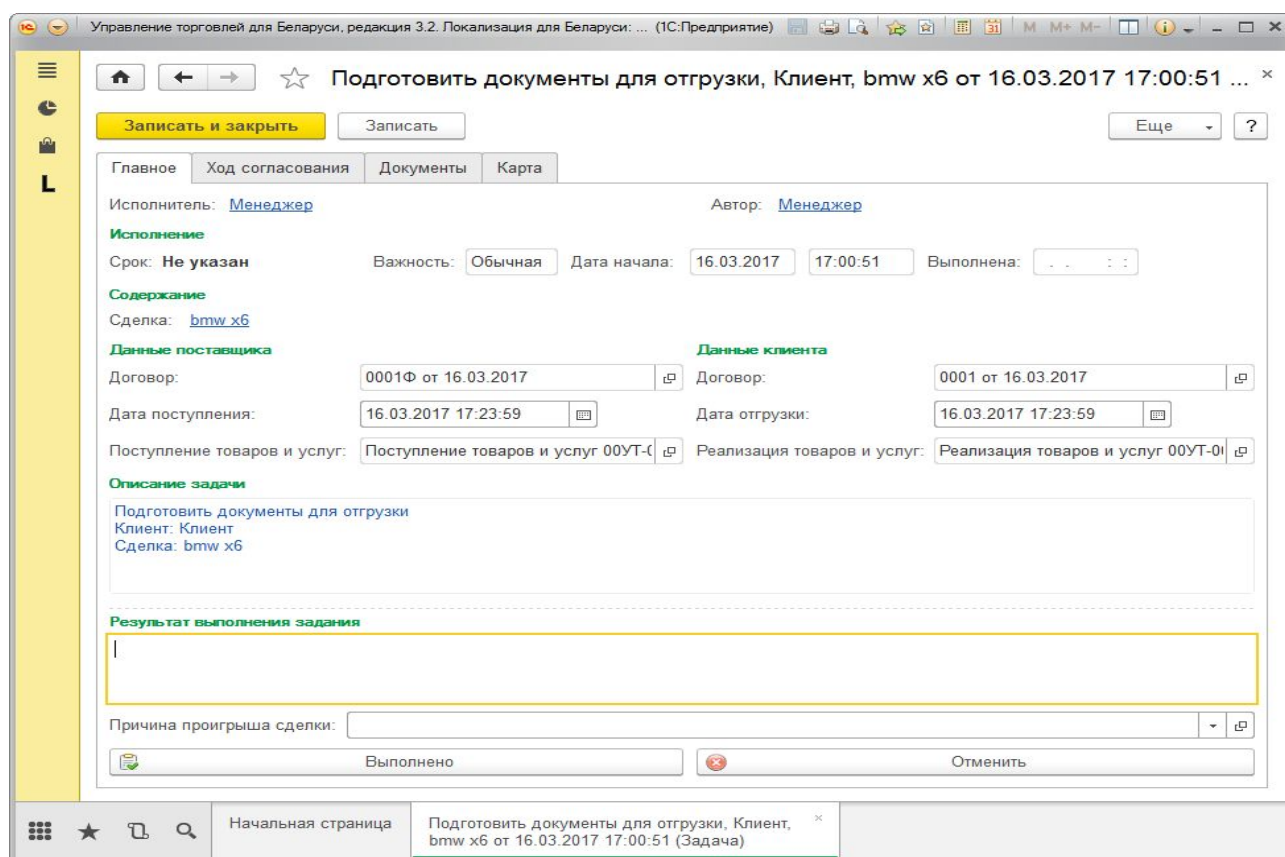 Управление торговлей для Беларуси, редакция 3.2. Локализация для Беларуси: ... (1С:Предприятие) M M+ M-
Подготовить документы для отгрузки, Клиент, bmw x6 от 16.03.2017 17:00:51 ...
Записать и закрыть Записать Еще ?
Главное Ход согласования Документы Карта
L
Исполнитель: Менеджер Автор: Менеджер
Исполнение
Срок: Не указан Важность: Обычная Дата начала: 16.03.2017 17:00:51 Выполнена: . . : :
Содержание
Сделка: bmw x6
Данные поставщика Данные клиента
Договор: 0001Ф от 16.03.2017 Договор: 0001 от 16.03.2017
Дата поступления: 16.03.2017 17:23:59 Дата отгрузки: 16.03.2017 17:23:59
Поступление товаров и услуг: Поступление товаров и услуг 00УТ-( Реализация товаров и услуг: Реализация товаров и услуг 00УТ-0
Описание задачи
Подготовить документы для отгрузки
Клиент: Клиент
Сделка: bmw x6
Результат выполнения задания
Причина проигрыша сделки:
Выполнено Отменить
Начальная страница Подготовить документы для отгрузки, Клиент,
bmw x6 от 16.03.2017 17:00:51 (Задача)